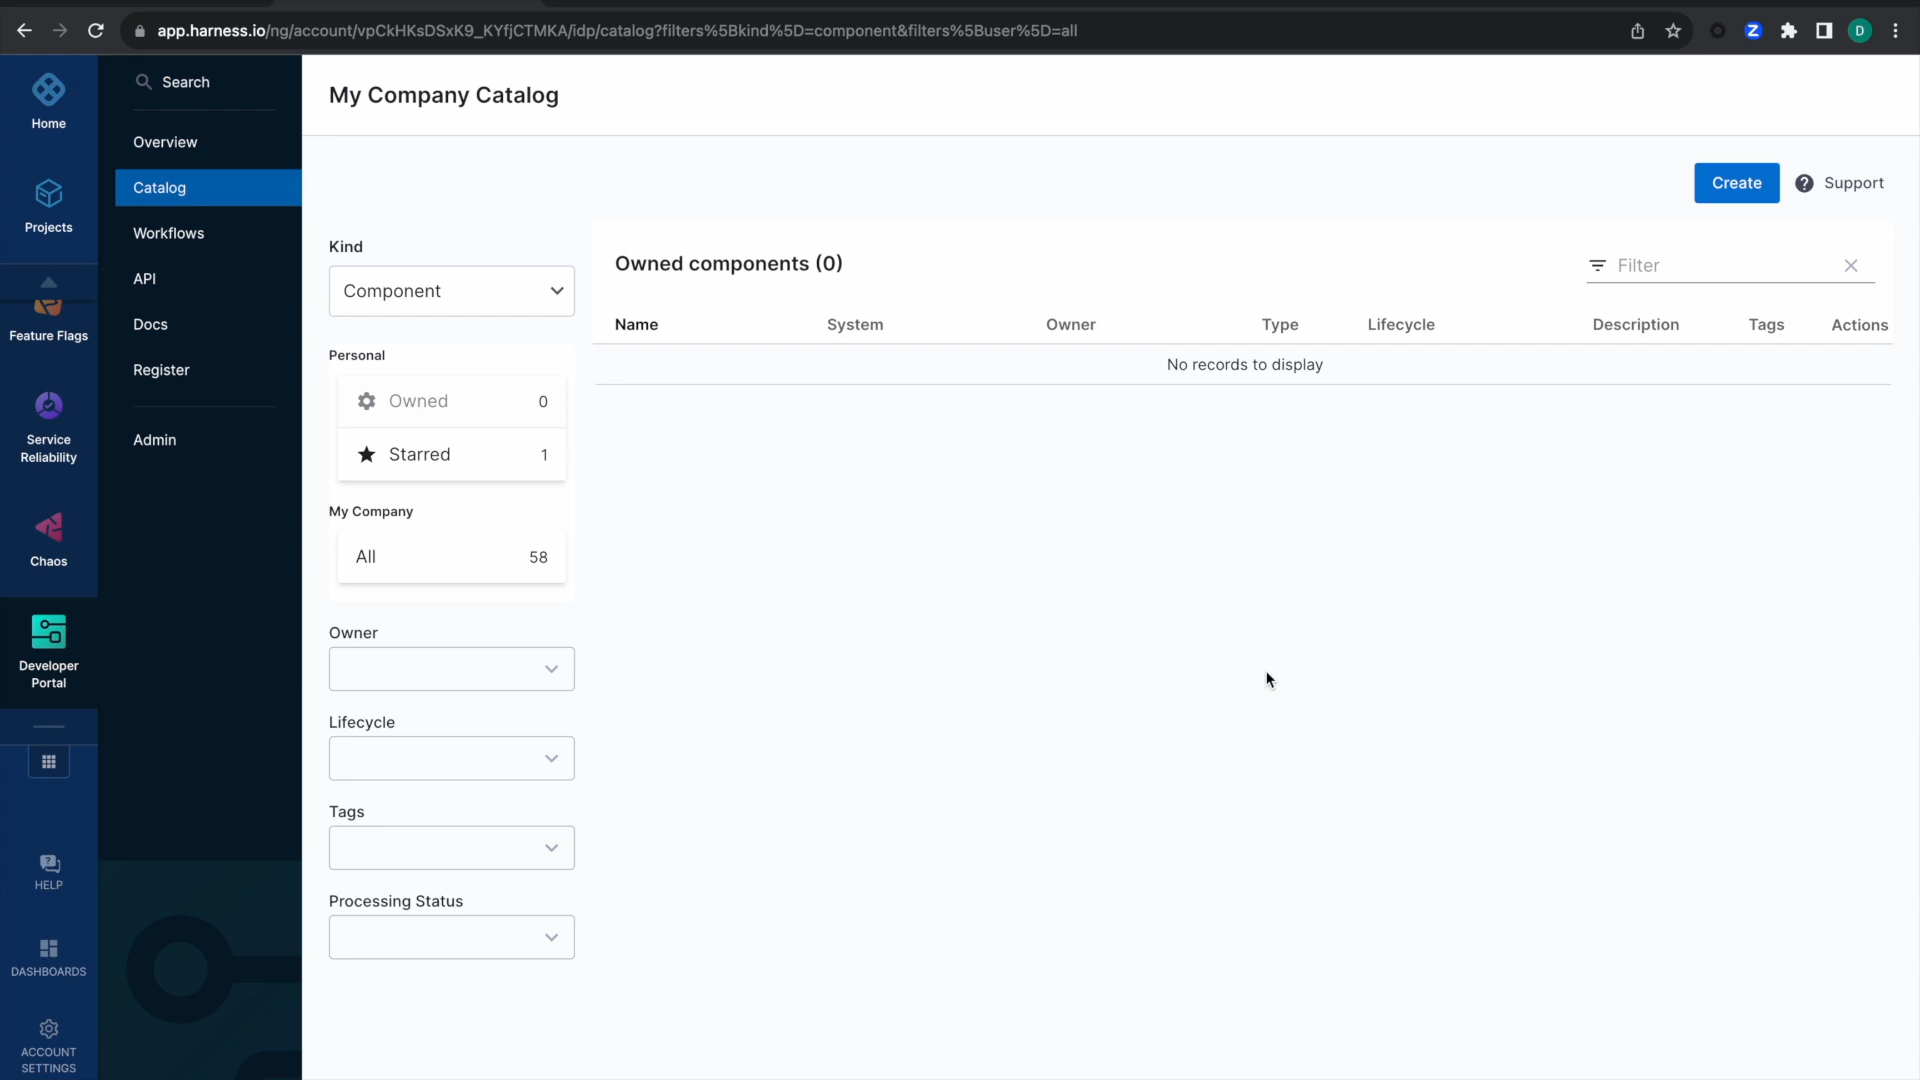 app.harness.io/ng/account/vpCkHKsDSxK9_KYfjCTMKA/idp/catalog?filters%5Bkind%5D=component&filters%5Buser%5D=all
Z
D
Home
Projects
Feature Flags
Service
Reliability
Chaos
Developer
Portal
HELP
DASHBOARDS
ACCOUNT
SETTINGS
Search
Overview
Catalog
Workflows
API
Docs
Register
Admin
My Company Catalog
Create
Support
Kind
Component
Personal
Owned 0
Starred 1
My Company
All 58
Owner
Lifecycle
Tags
Processing Status
Owned components (0)
Filter
Name System Owner Type Lifecycle Description Tags Actions
No records to display